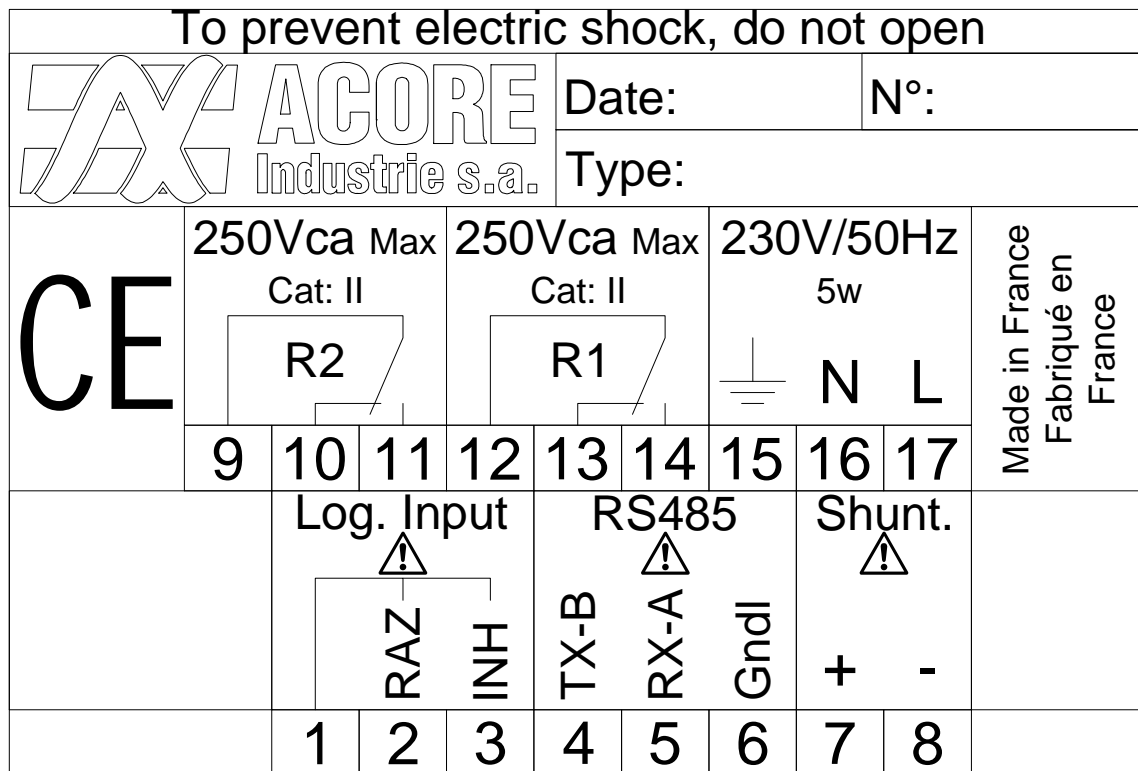 To prevent electric shock, do not open
ACORE
Industrie s.a.
Date:
N°:
Type:
CE
250Vca Max
Cat: II
R2
250Vca Max
Cat: II
R1
230V/50Hz
5w
N L
Made in France
Fabriqué en
France
9 10 11 12 13 14 15 16 17
Log. Input
RAZ
INH
RS485
TX-B
RX-A
Gndl
Shunt.
+ -
1 2 3 4 5 6 7 8